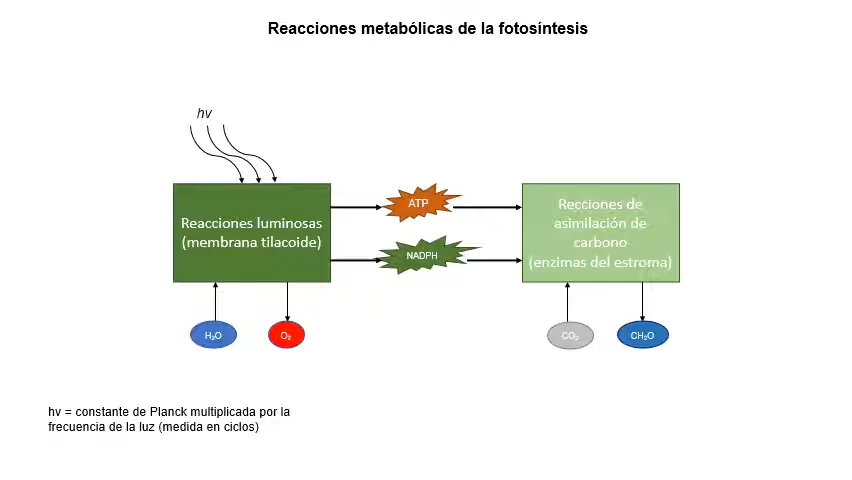 Reacciones metabólicas de la fotosíntesis
hv
Reacciones luminosas
(membrana tilacoide)
ATP
NADPH
Recciones de
asimilación de
carbono
(enzimas del estroma)
H₂O
O₂
CO₂
CH₂O
hv = constante de Planck multiplicada por la
frecuencia de la luz (medida en ciclos)